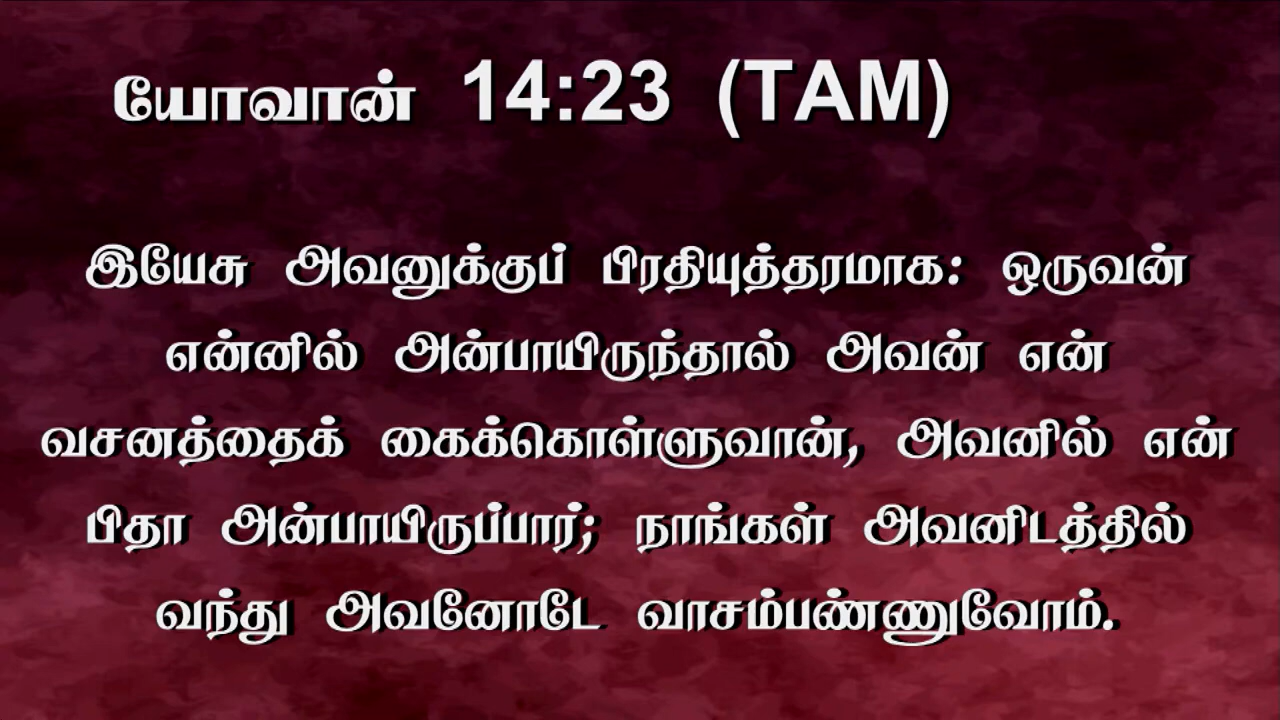 யோவான் 14:23 (TAM)
இயேசு அவனுக்குப் பிரதியுத்தரமாக: ஒருவன்
என்னில் அன்பாயிருந்தால் அவன் என்
வசனத்தைக் கைக்கொள்ளுவான், அவனில் என்
பிதா அன்பாயிருப்பார்; நாங்கள் அவனிடத்தில்
வந்து அவனோடே வாசம்பண்ணுவோம்.